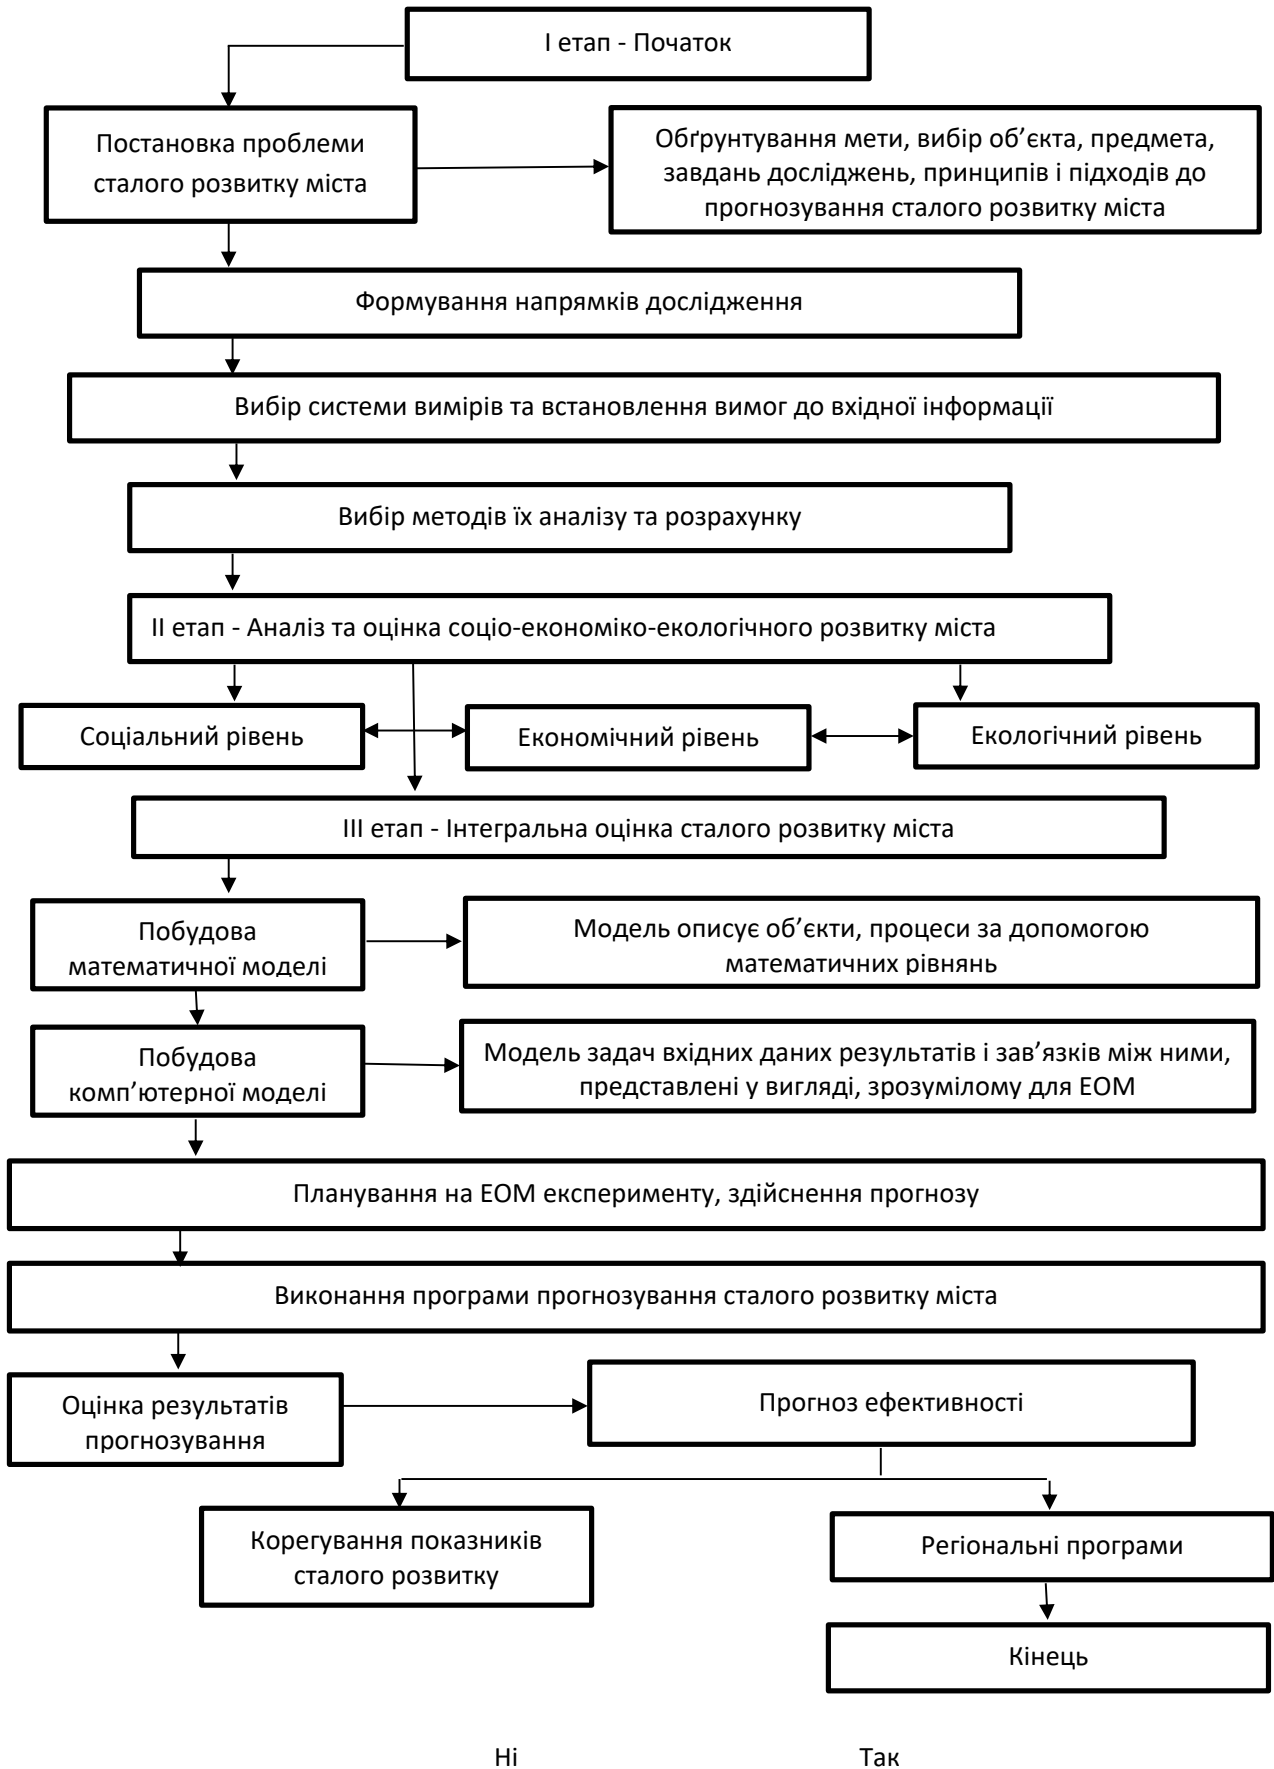 І етап - Початок
Постановка проблеми
сталого розвитку міста
Обґрунтування мети, вибір об’єкта, предмета,
завдань досліджень, принципів і підходів до
прогнозування сталого розвитку міста
Формування напрямків дослідження
Вибір системи вимірів та встановлення вимог до вхідної інформації
Вибір методів їх аналізу та розрахунку
ІІ етап - Аналіз та оцінка соціо-економіко-екологічного розвитку міста
Соціальний рівень
Економічний рівень
Екологічний рівень
ІІІ етап - Інтегральна оцінка сталого розвитку міста
Побудова
математичної моделі
Модель описує об’єкти, процеси за допомогою
математичних рівнянь
Побудова
комп’ютерної моделі
Модель задач вхідних даних результатів і зав’язків між ними,
представлені у вигляді, зрозумілому для ЕОМ
Планування на ЕОМ експерименту, здійснення прогнозу
Виконання програми прогнозування сталого розвитку міста
Оцінка результатів
прогнозування
Прогноз ефективності
Корегування показників
сталого розвитку
Регіональні програми
Кінець
Ні
Так